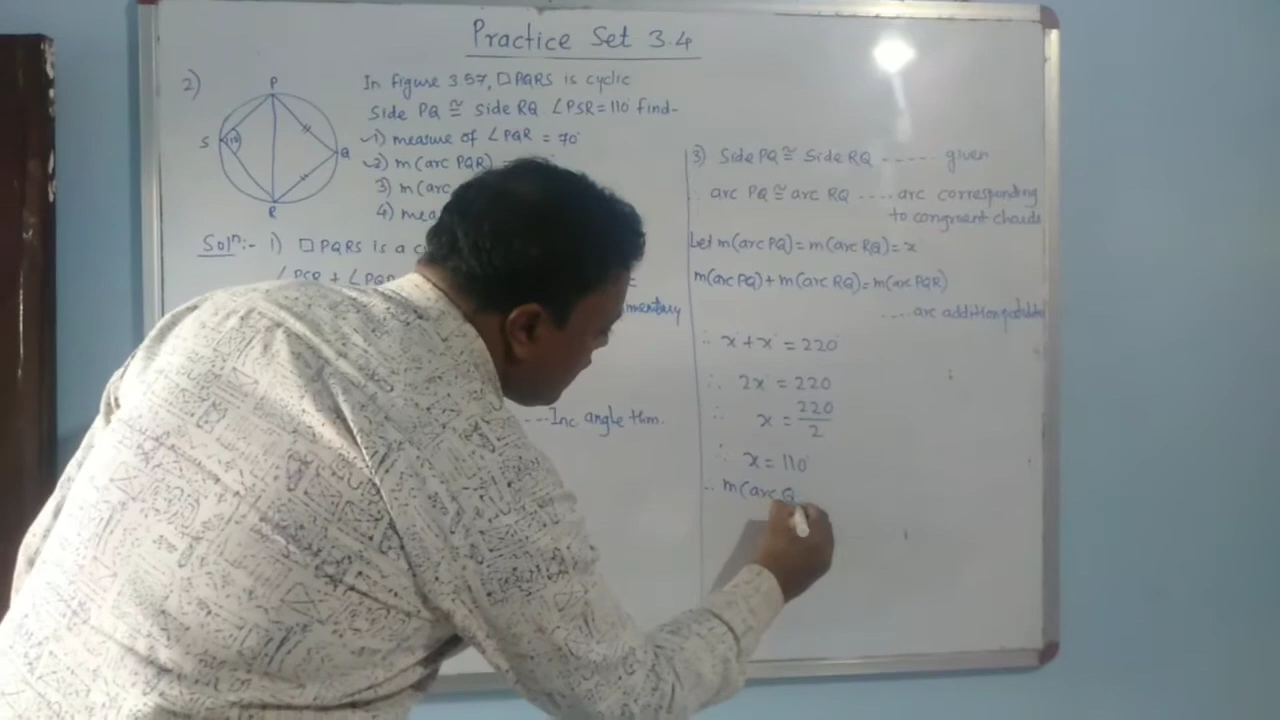 Practice Set 3.4
2)
P
S
110°
Q
R
In figure 3.57, □PQRS is cyclic
Side PQ ≅ side RQ ∠PSR=110° find-
1) measure of ∠PQR = 70°
2) m(arc PQR)
3) m(arc
4) mea
Solⁿ:- i) □PQRS is a c
+ ∠PQR
mentary
----Inc angle thm.
3) Side PQ ≅ Side RQ ------ given
∴ arc PQ ≅ arc RQ ---- arc corresponding
to congruent chords
Let m(arc PQ) = m(arc RQ) = x
m(arc PQ) + m(arc RQ) = m(arc PQR)
.... arc addition
∴ x° + x° = 220°
∴ 2x° = 220
∴ x = 220/2
∴ x = 110°
∴ m(arc Q